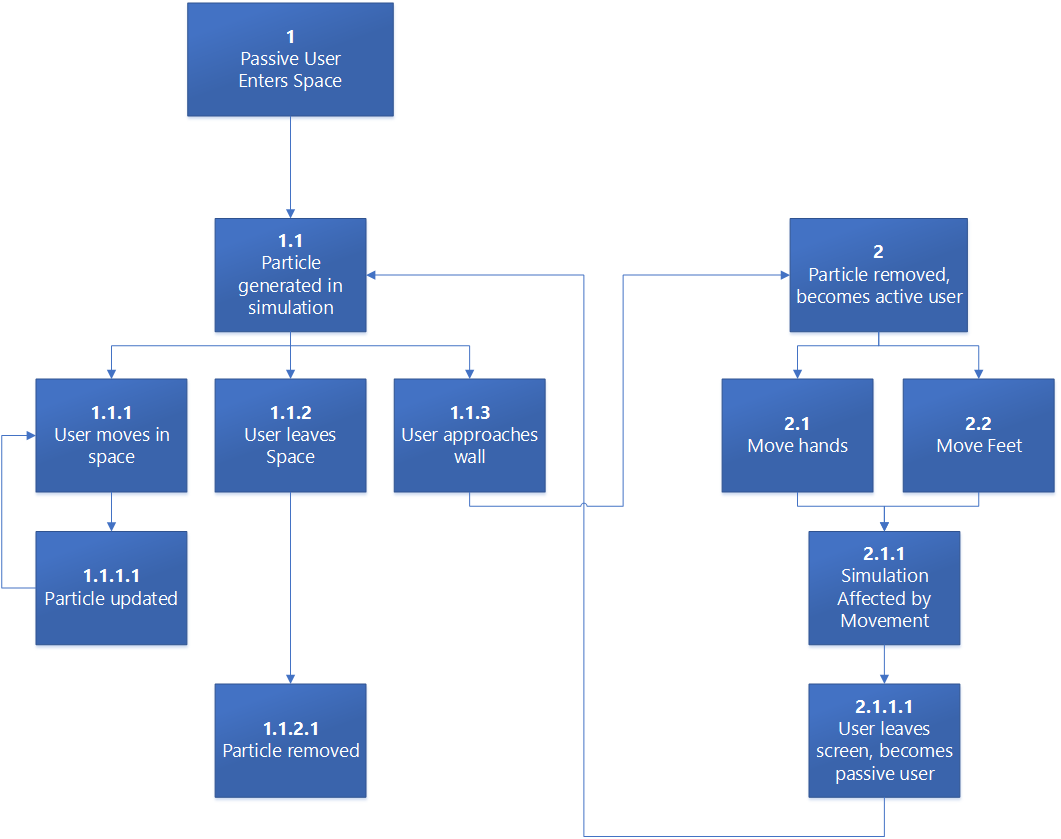 1
Passive User
Enters Space
1.1
Particle
generated in
simulation
2
Particle removed,
becomes active user
1.1.1
User moves in
space
1.1.2
User leaves
Space
1.1.3
User approaches
wall
2.1
Move hands
2.2
Move Feet
1.1.1.1
Particle updated
2.1.1
Simulation
Affected by
Movement
1.1.2.1
Particle removed
2.1.1.1
User leaves
screen, becomes
passive user